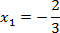 x₁ = −2/3